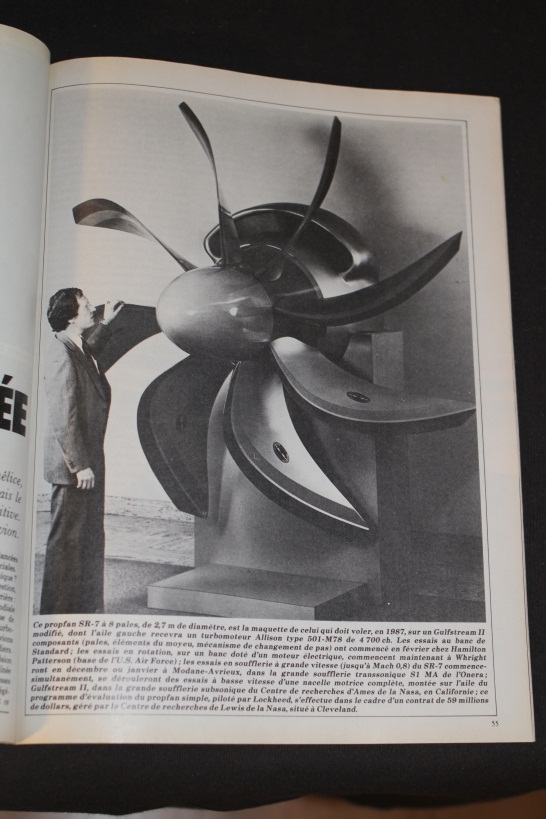 ÉE
élice,
ais le
tive.
vion.
Ce propfan SR-7 à 8 pales, de 2,7 m de diamètre, est la maquette de celui qui doit voler, en 1987, sur un Gulfstream II
modifié, dont l'aile gauche recevra un turbomoteur Allison type 501-M78 de 4 700 ch. Les essais au banc de
composants (pales, éléments du moyeu, mécanisme de changement de pas) ont commencé en février chez Hamilton
Standard ; les essais en rotation, sur un banc doté d'un moteur électrique, commencent maintenant à Wright
Patterson (base de l'U.S. Air Force) ; les essais en soufflerie à grande vitesse (jusqu'à Mach 0,8) du SR-7 commence-
ront en décembre ou janvier à Modane-Avrieux, dans la grande soufflerie transsonique S1 MA de l'Onera ;
simultanément, se dérouleront des essais à basse vitesse d'une nacelle motrice complète, montée sur l'aile du
Gulfstream II, dans la grande soufflerie subsonique du Centre de recherches d'Ames de la Nasa, en Californie ; ce
programme d'évaluation du propfan simple, piloté par Lockheed, s'effectue dans le cadre d'un contrat de 59 millions
de dollars, géré par le Centre de recherches de Lewis de la Nasa, situé à Cleveland.
55